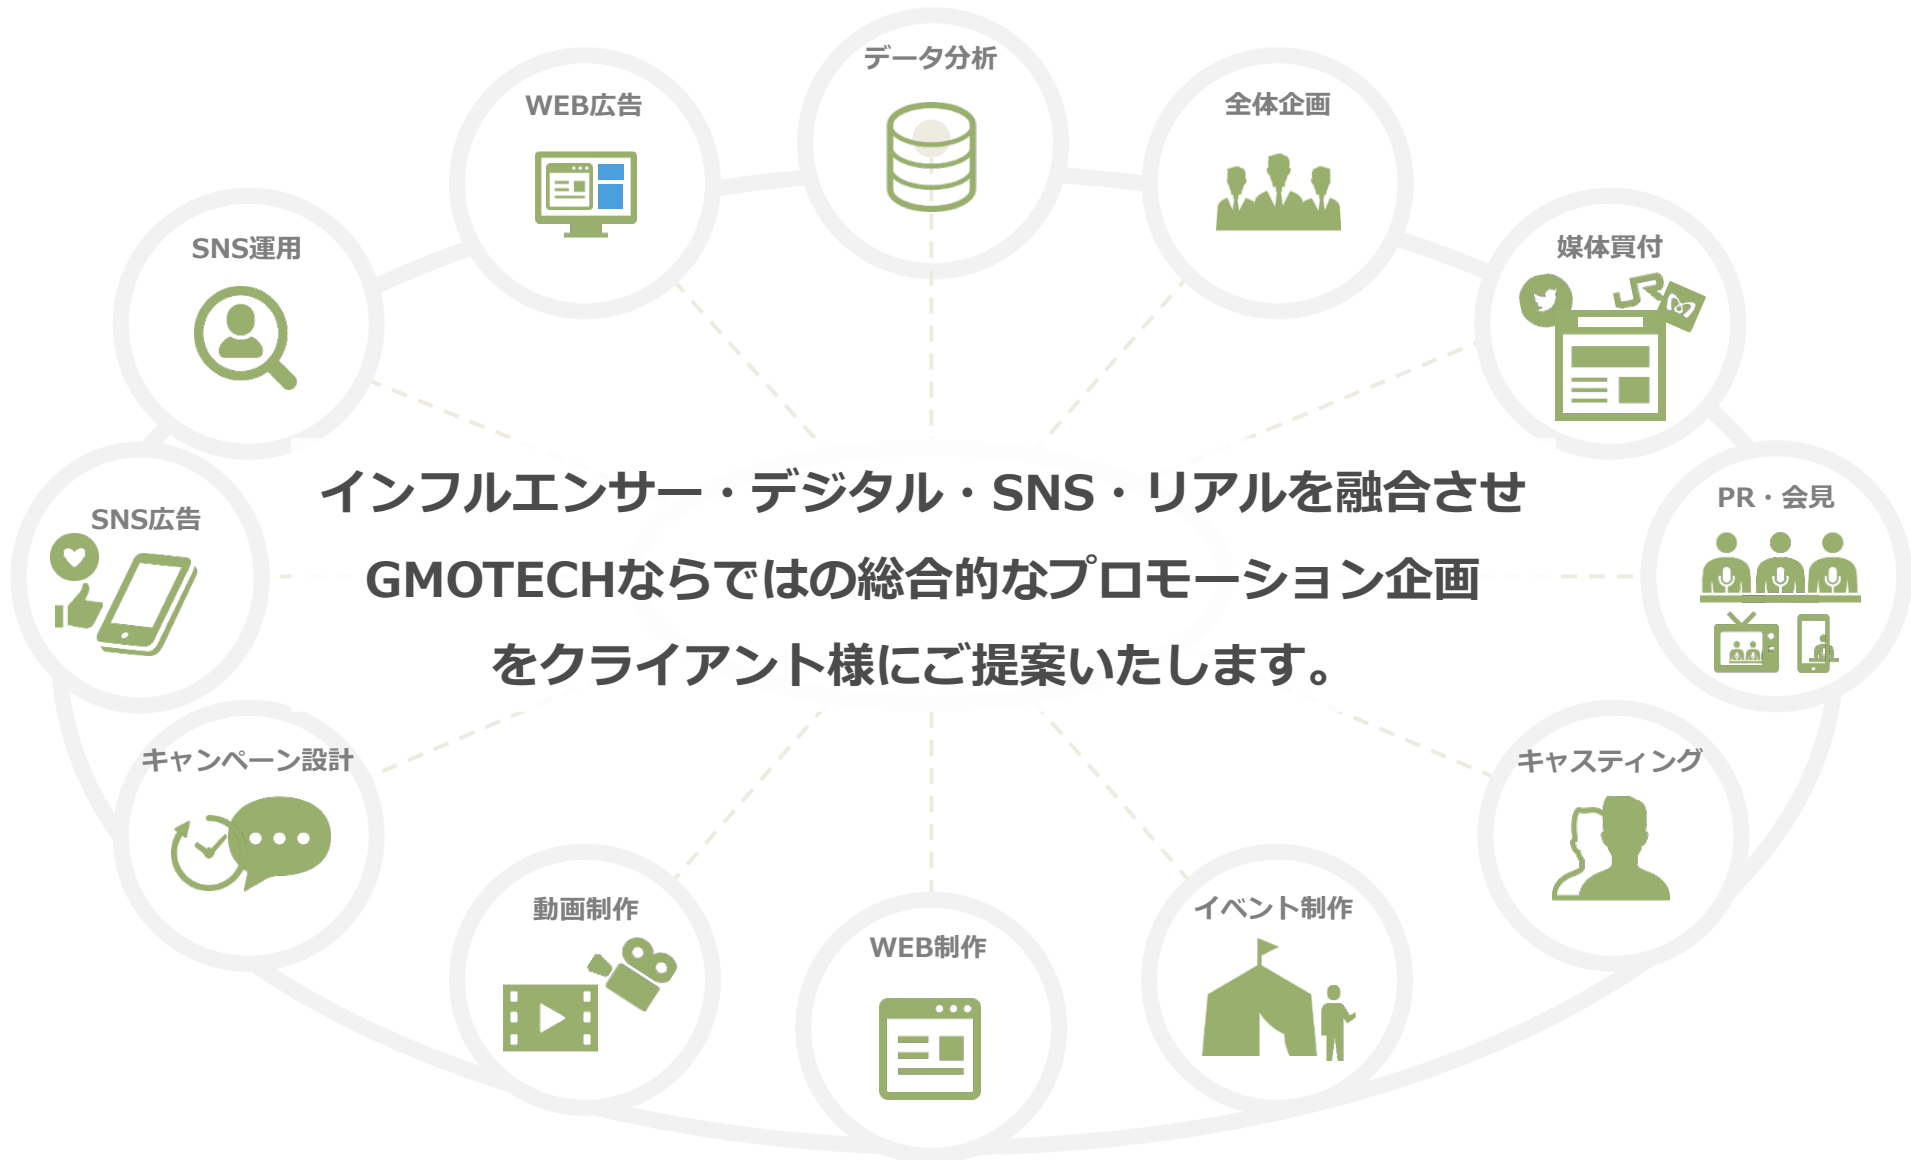 データ分析
WEB広告
全体企画
SNS運用
媒体買付
インフルエンサー・デジタル・SNS・リアルを融合させ
GMOTECHならではの総合的なプロモーション企画
をクライアント様にご提案いたします。
SNS広告
PR・会見
キャンペーン設計
キャスティング
動画制作
WEB制作
イベント制作